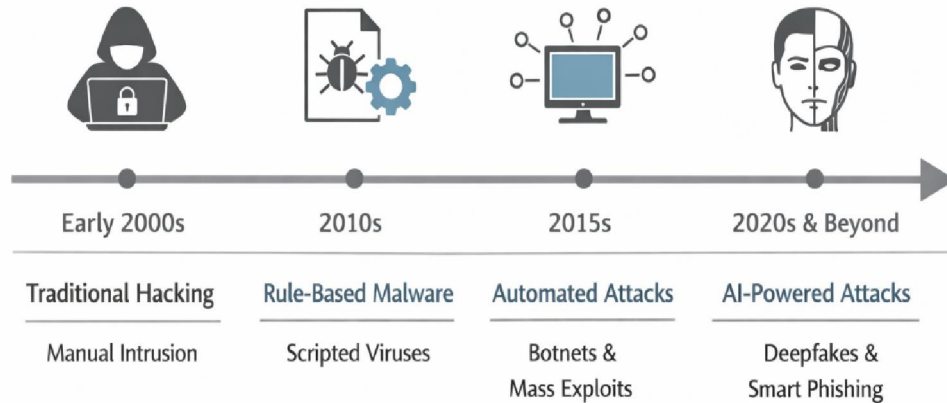 Early 2000s
2010s
2015s
2020s & Beyond
Traditional Hacking
Rule-Based Malware
Automated Attacks
AI-Powered Attacks
Manual Intrusion
Scripted Viruses
Botnets &
Mass Exploits
Deepfakes &
Smart Phishing